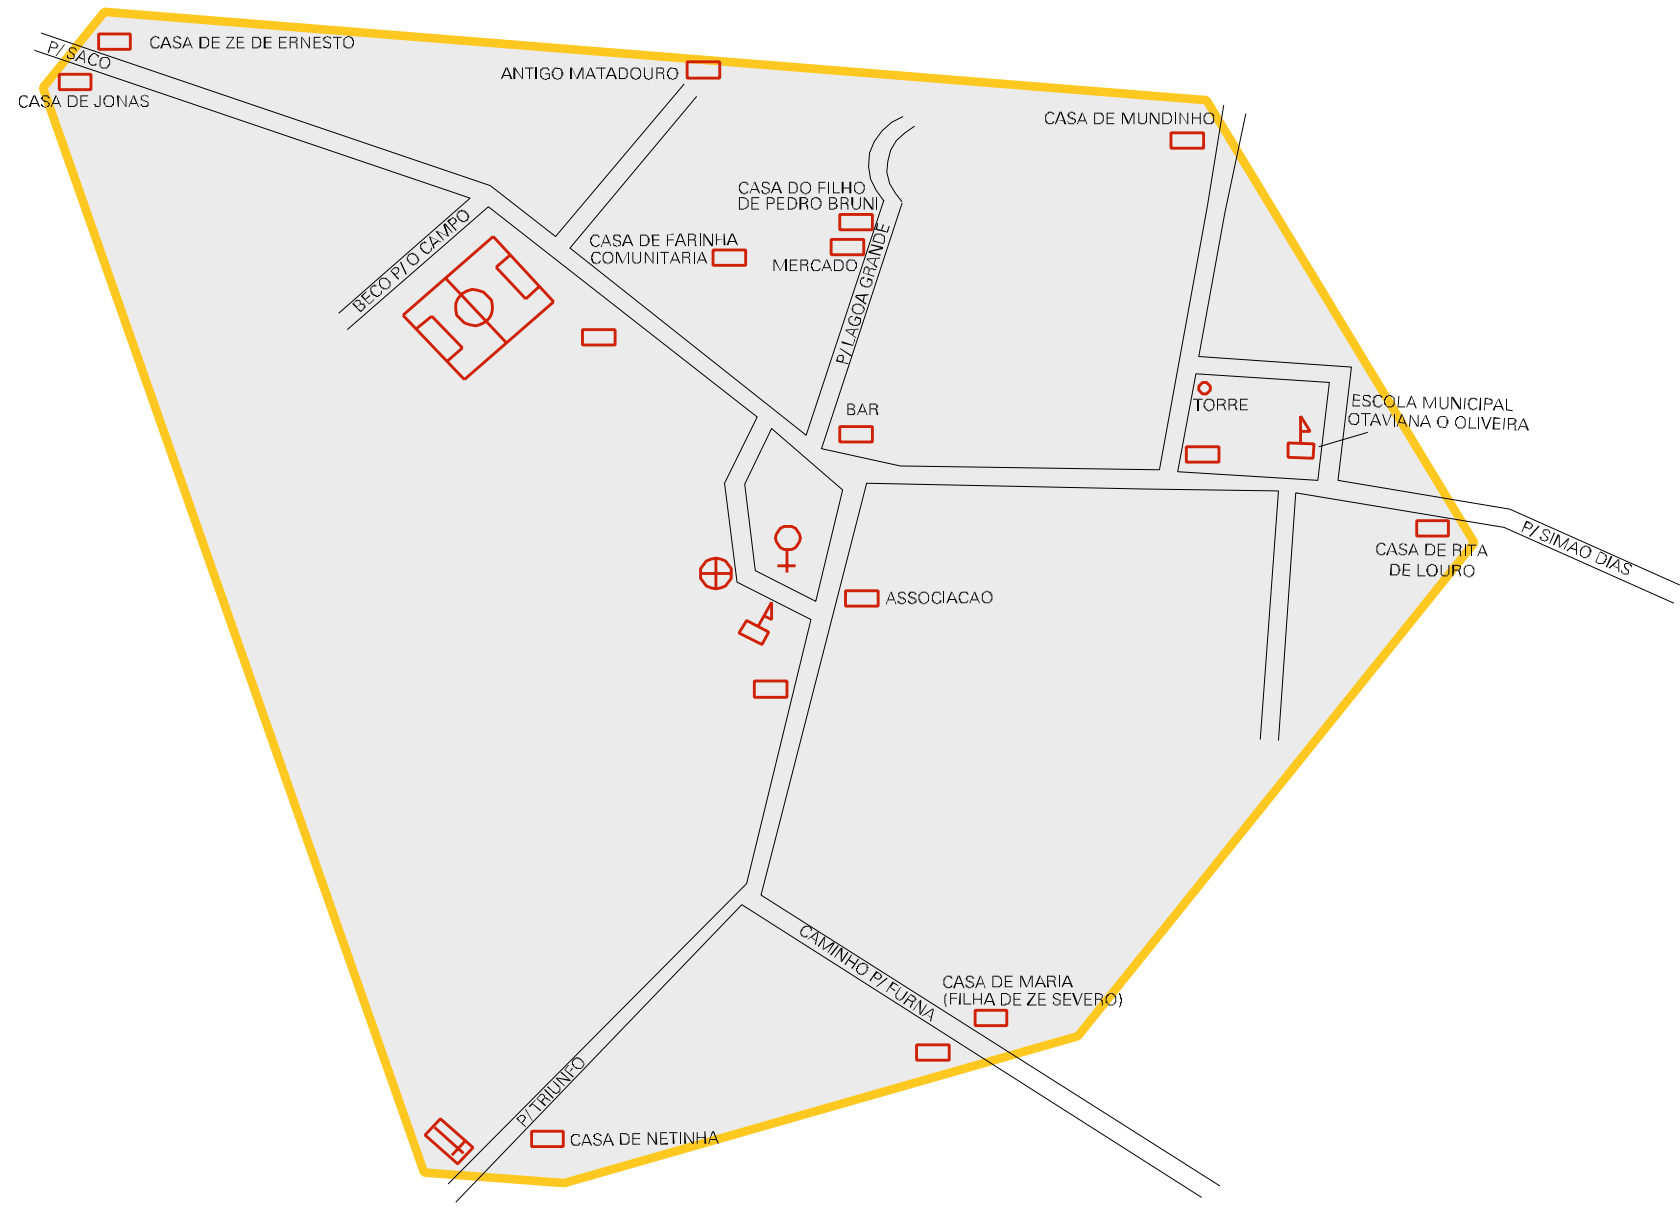 CASA DE ZE DE ERNESTO
P/ SACO
CASA DE JONAS
ANTIGO MATADOURO
CASA DE MUNDINHO
CASA DO FILHO
DE PEDRO BRUNI
BECO P/ O CAMPO
CASA DE FARINHA
COMUNITARIA
MERCADO
P/ LAGOA GRANDE
BAR
TORRE
ESCOLA MUNICIPAL
OTAVIANA O OLIVEIRA
P/ SIMAO DIAS
CASA DE RITA
DE LOURO
ASSOCIACAO
CAMINHO P/ FURNA
CASA DE MARIA
(FILHA DE ZE SEVERO)
P/ TRIUNFO
CASA DE NETINHA